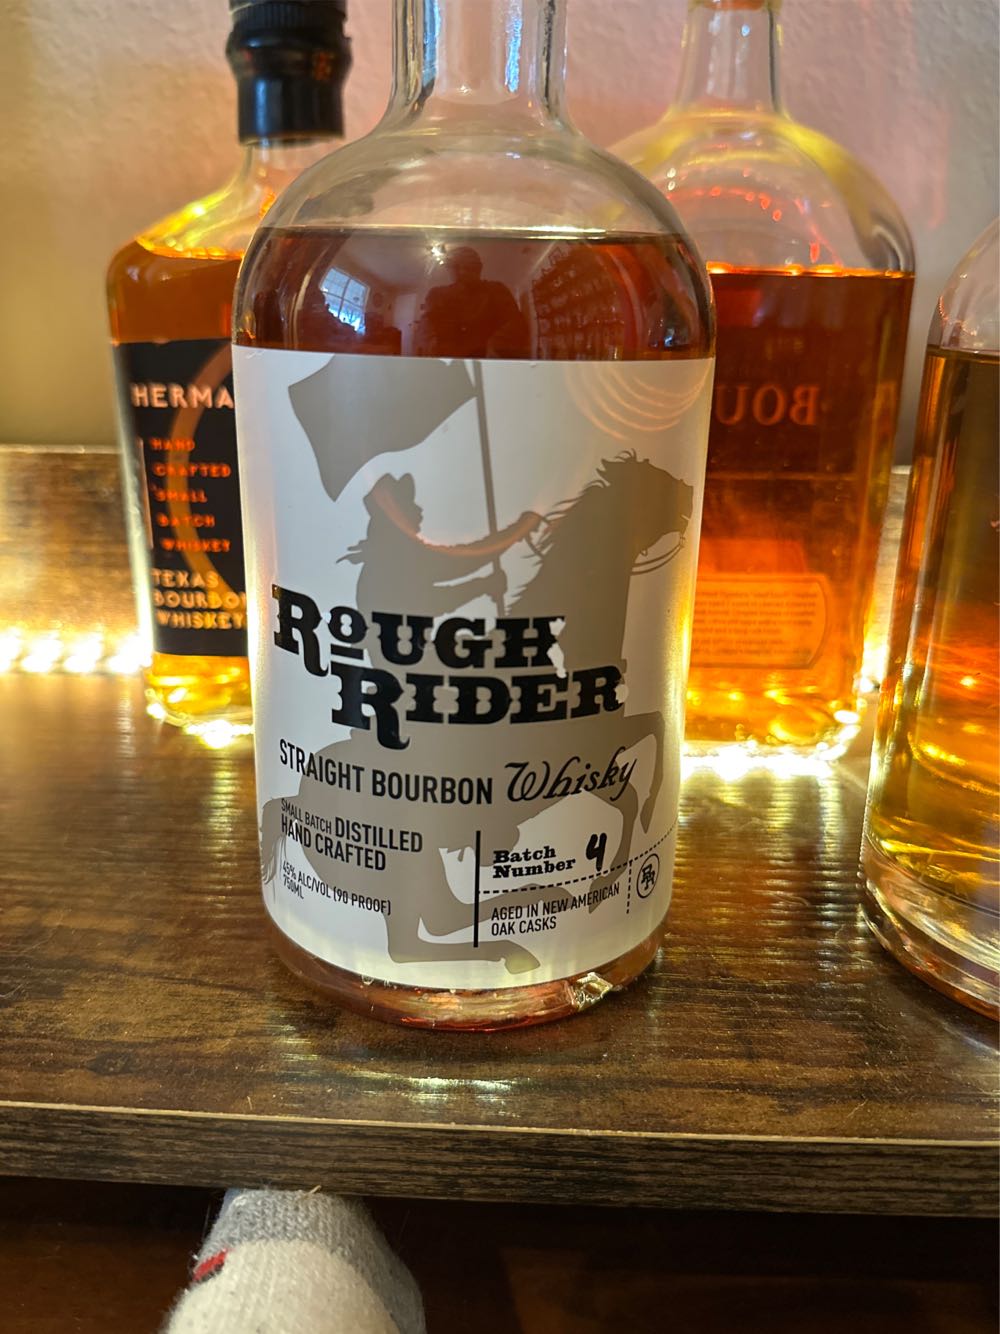 HERMA
HAND
CRAFTED
SMALL
BATCH
WHISKEY
TEXAS
BOURBON
WHISKEY
BOU
ROUGH
RIDER
STRAIGHT BOURBON Whisky
SMALL BATCH DISTILLED
HAND CRAFTED
45% ALC/VOL (90 PROOF)
750ML
Batch
Number 4
AGED IN NEW AMERICAN
OAK CASKS
RR